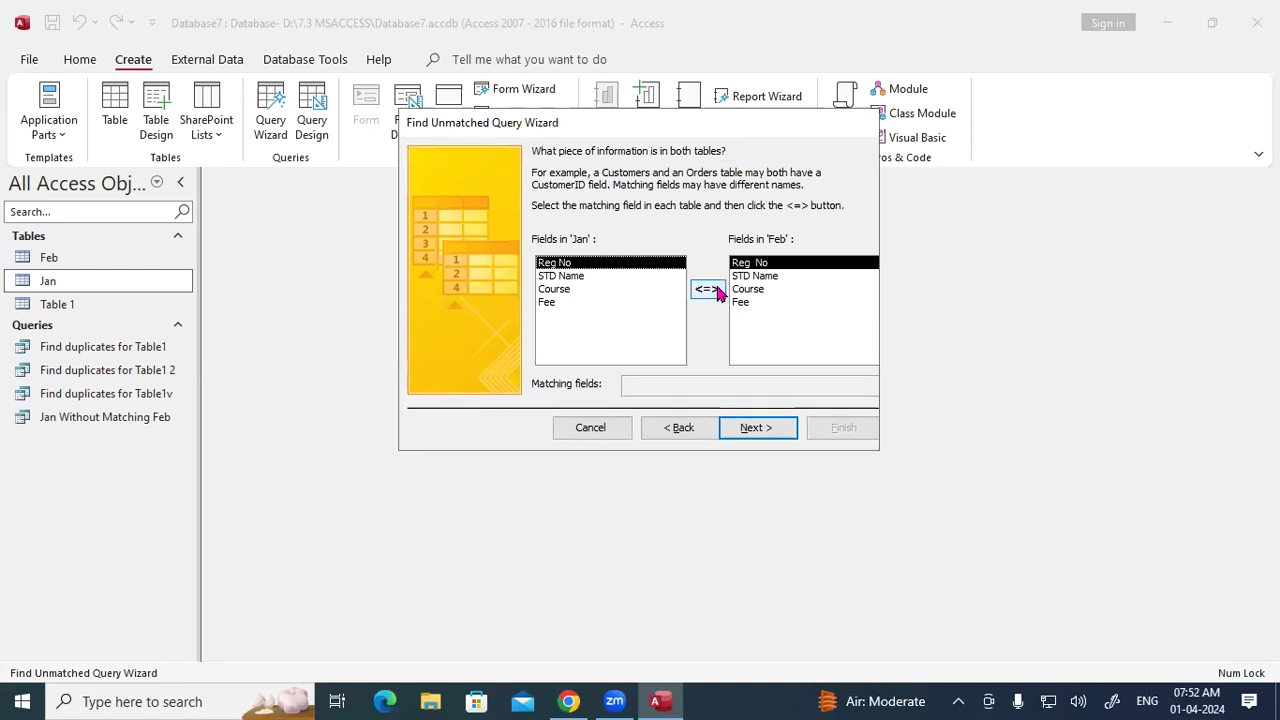 Database7 : Database- D:\7.3 MSACCESS\Database7.accdb (Access 2007 - 2016 file format) - Access
Sign in
File Home Create External Data Database Tools Help Tell me what you want to do
Application Parts
Table
Table Design
SharePoint Lists
Query Wizard
Query Design
Form
Form Wizard
Report Wizard
Module
Class Module
Visual Basic
Templates
Tables
Queries
& Code
All Access Obj...
Search...
Tables
Feb
Jan
Table 1
Queries
Find duplicates for Table1
Find duplicates for Table1 2
Find duplicates for Table1v
Jan Without Matching Feb
Find Unmatched Query Wizard
What piece of information is in both tables?
For example, a Customers and an Orders table may both have a
CustomerID field. Matching fields may have different names.
Select the matching field in each table and then click the <=> button.
Fields in 'Jan' :
Reg No
STD Name
Course
Fee
<=>
Fields in 'Feb' :
Reg No
STD Name
Course
Fee
Matching fields:
Cancel
< Back
Next >
Finish
1
2
3
4
1
2
4
Find Unmatched Query Wizard
Num Lock
Type here to search
zm
Air: Moderate
ENG
07:52 AM
01-04-2024